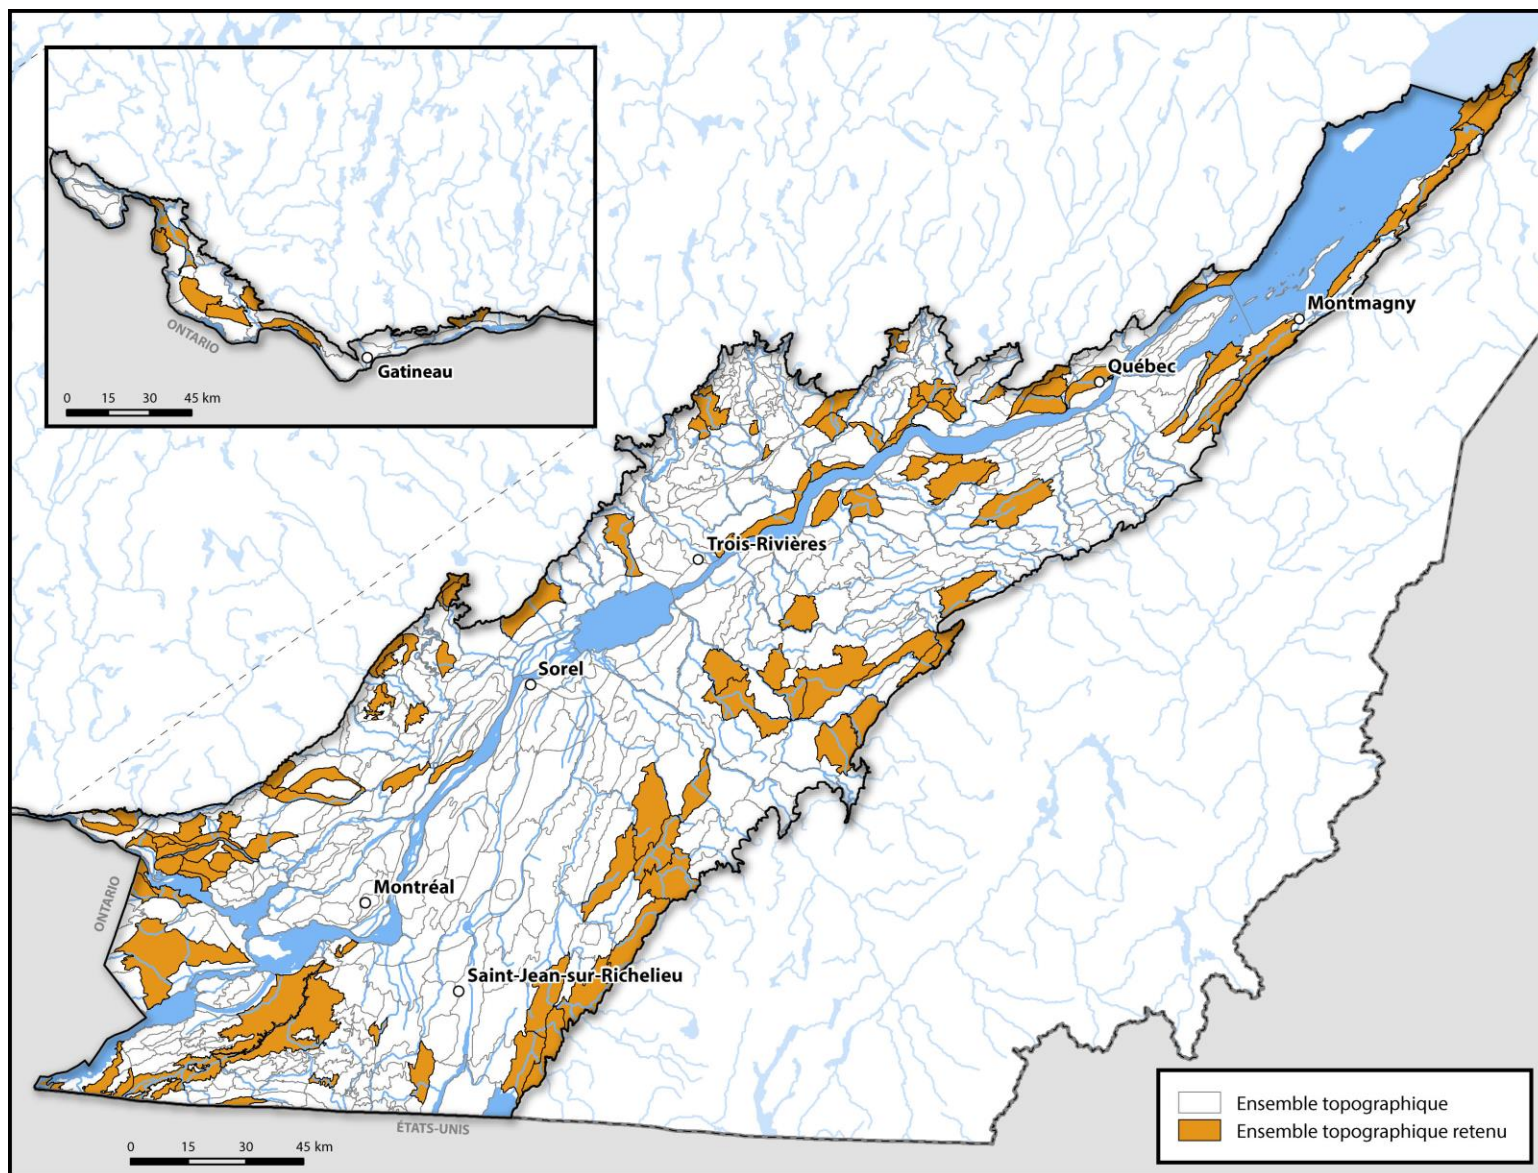 ONTARIO
Gatineau
0 15 30 45 km
Montmagny
Québec
Trois-Rivières
Sorel
Montréal
ONTARIO
Saint-Jean-sur-Richelieu
ÉTATS-UNIS
0 15 30 45 km
Ensemble topographique
Ensemble topographique retenu